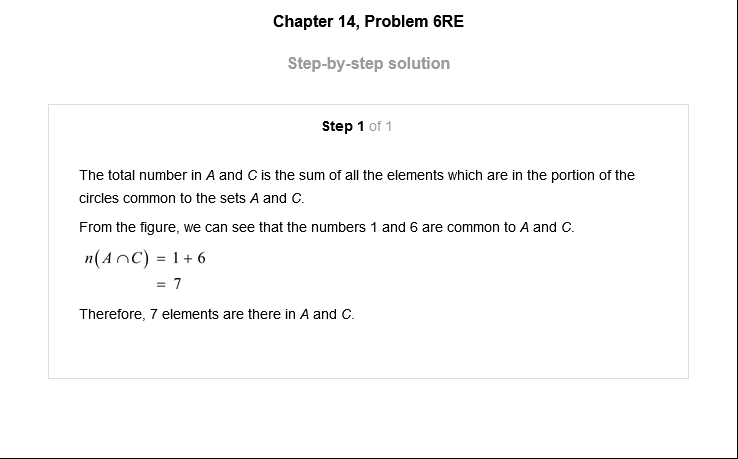 Chapter 14, Problem 6RE
Step-by-step solution
Step 1 of 1
The total number in A and C is the sum of all the elements which are in the portion of the
circles common to the sets A and C.
From the figure, we can see that the numbers 1 and 6 are common to A and C.
n(A∩C) = 1 + 6
= 7
Therefore, 7 elements are there in A and C.